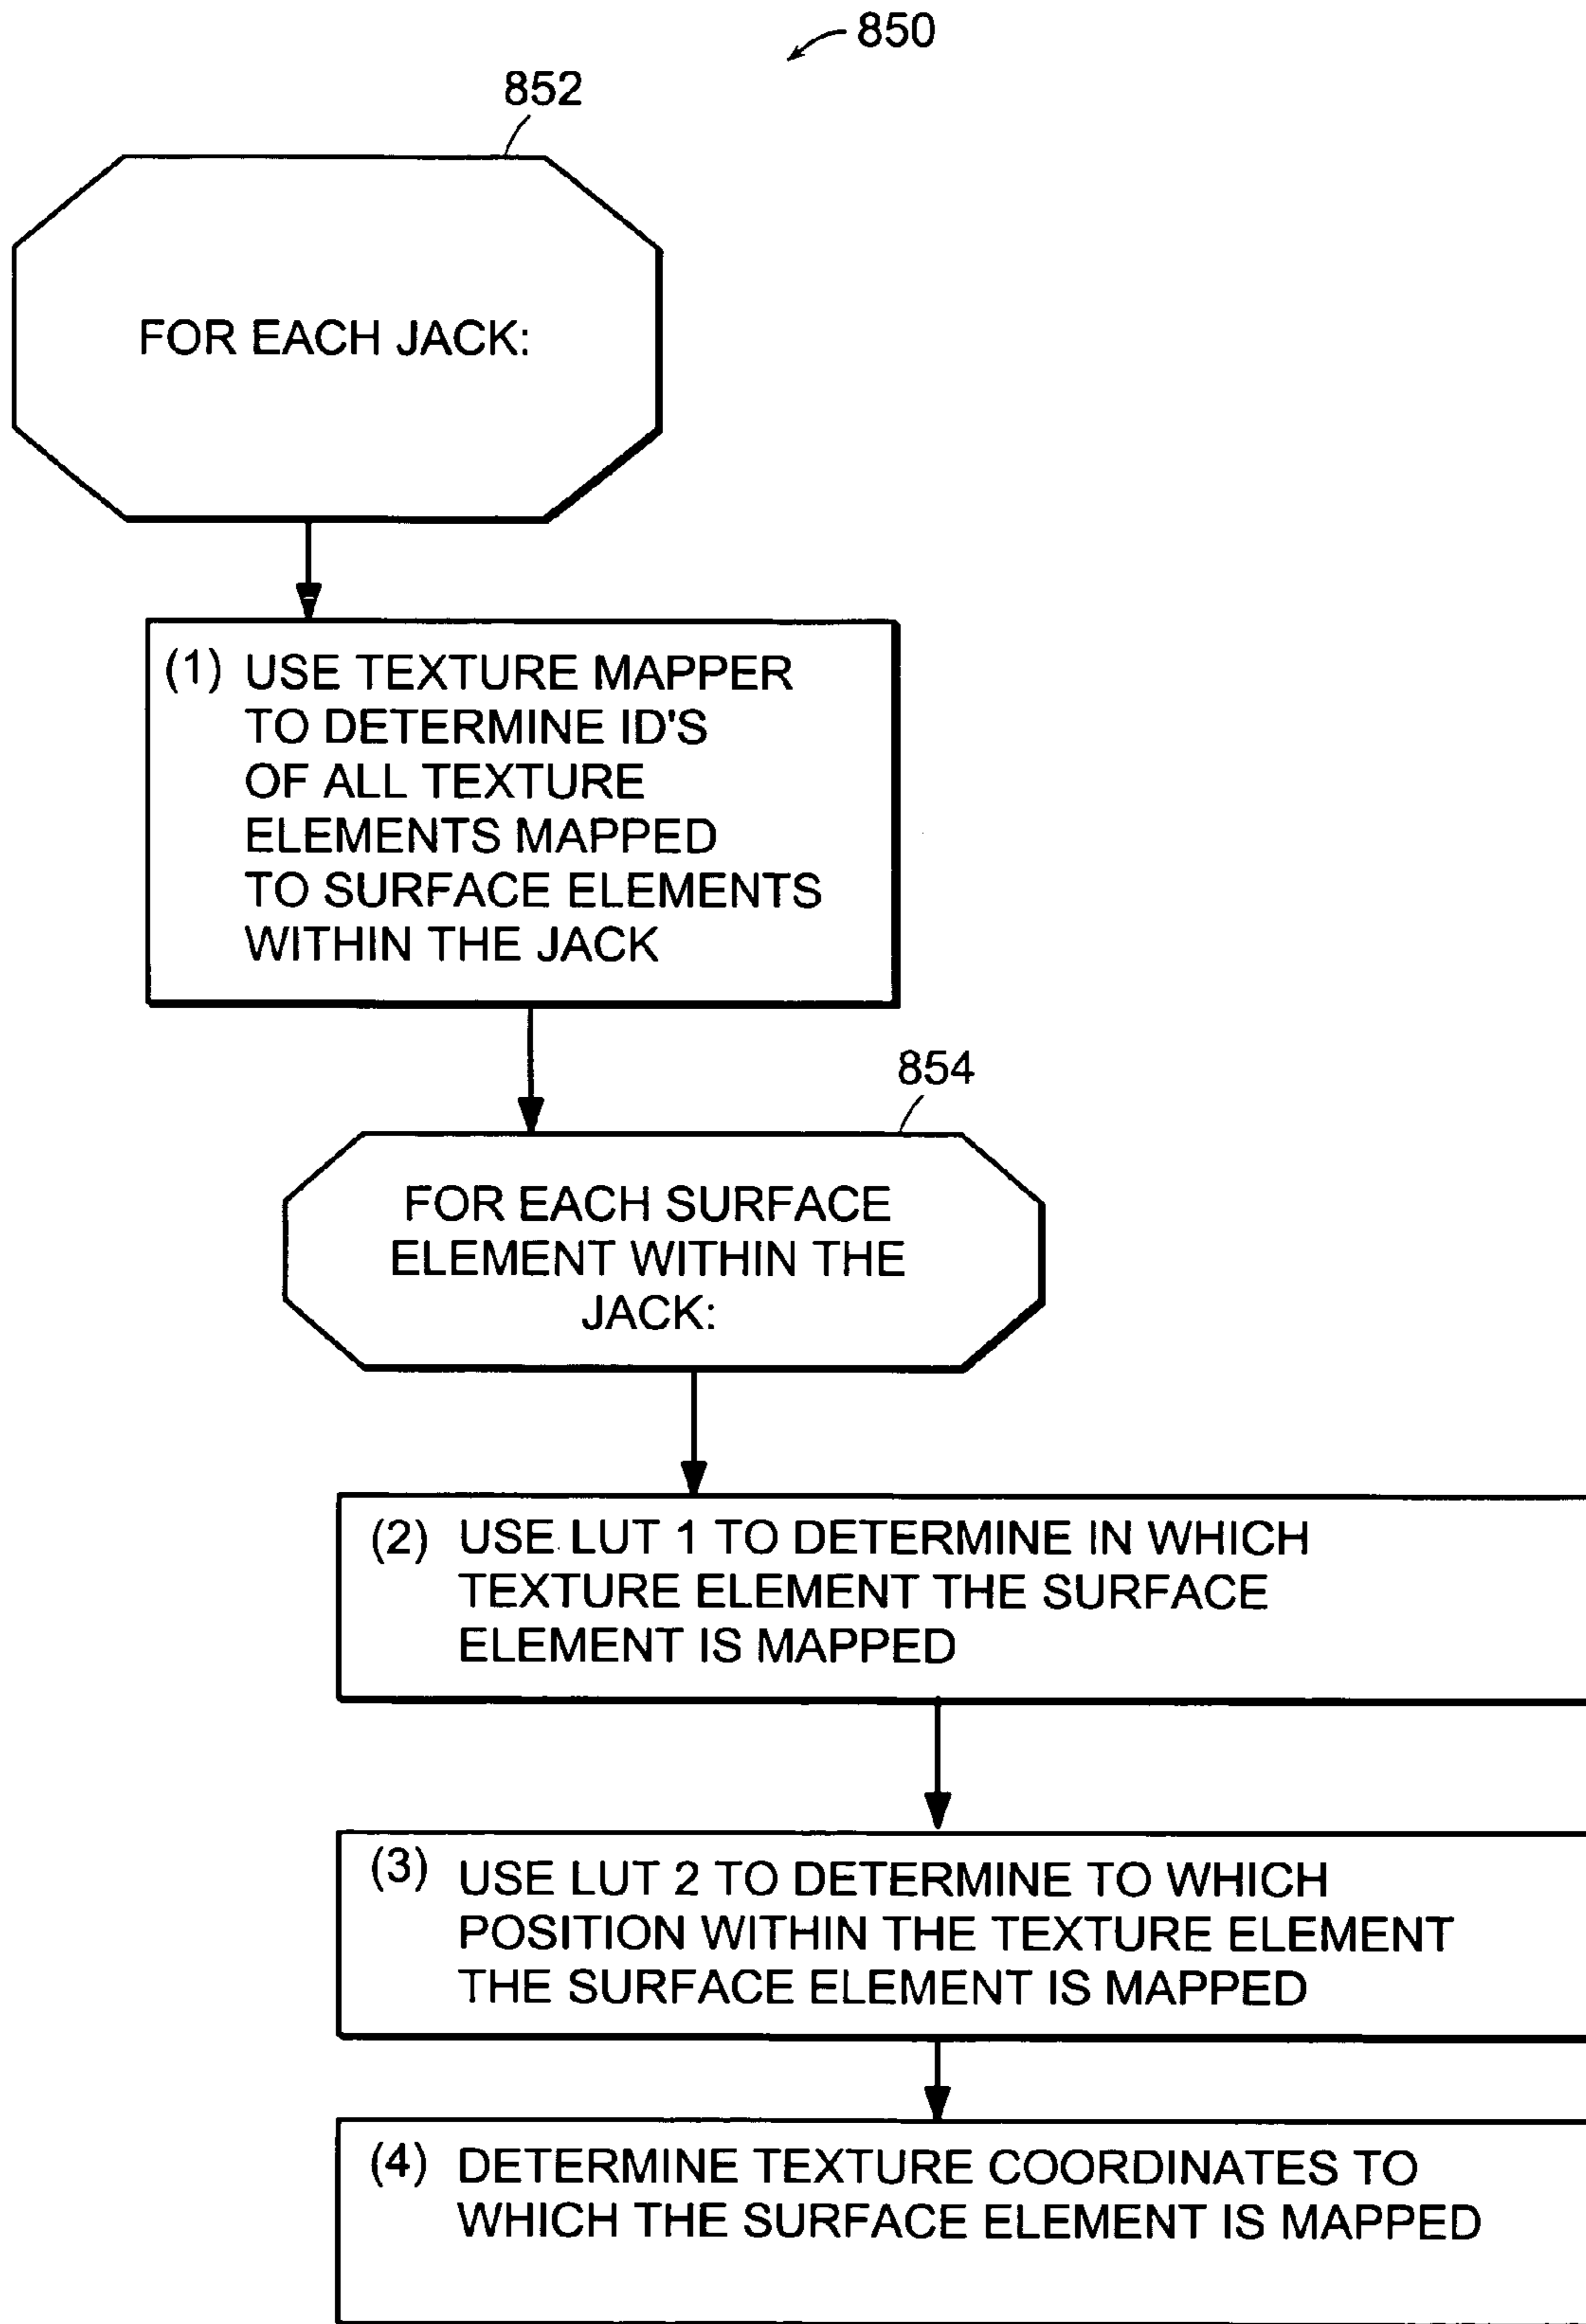 850
852
FOR EACH JACK:
(1) USE TEXTURE MAPPER
TO DETERMINE ID'S
OF ALL TEXTURE
ELEMENTS MAPPED
TO SURFACE ELEMENTS
WITHIN THE JACK
854
FOR EACH SURFACE
ELEMENT WITHIN THE
JACK:
(2) USE LUT 1 TO DETERMINE IN WHICH
TEXTURE ELEMENT THE SURFACE
ELEMENT IS MAPPED
(3) USE LUT 2 TO DETERMINE TO WHICH
POSITION WITHIN THE TEXTURE ELEMENT
THE SURFACE ELEMENT IS MAPPED
(4) DETERMINE TEXTURE COORDINATES TO
WHICH THE SURFACE ELEMENT IS MAPPED